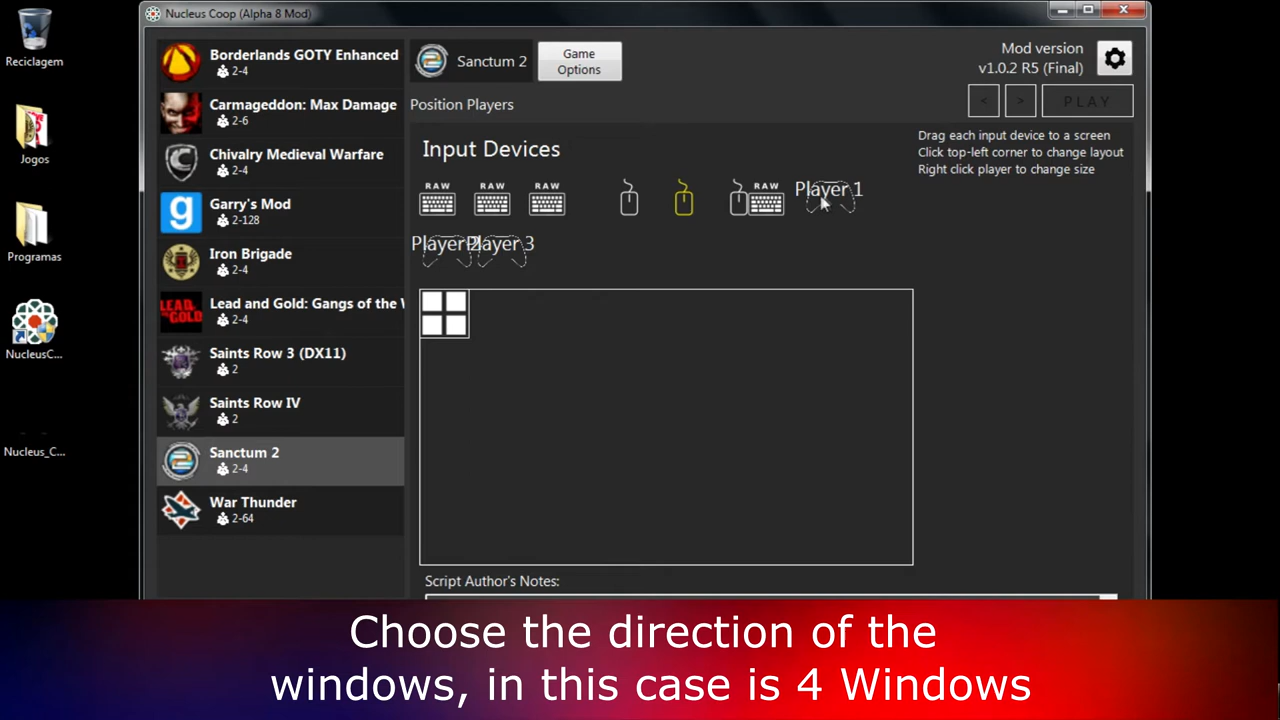 Nucleus Coop (Alpha 8 Mod)
Reciclagem
Jogos
Programas
NucleusC...
Nucleus_C...
Borderlands GOTY Enhanced
2-4
Carmageddon: Max Damage
2-6
Chivalry Medieval Warfare
2-4
Garry's Mod
2-128
Iron Brigade
2-4
Lead and Gold: Gangs of the W
2-4
Saints Row 3 (DX11)
2
Saints Row IV
2
Sanctum 2
2-4
War Thunder
2-64
Sanctum 2
Game
Options
Mod version
v1.0.2 R5 (Final)
< > PLAY
Position Players
Drag each input device to a screen
Click top-left corner to change layout
Right click player to change size
Input Devices
RAW RAW RAW RAW
Player 1
Player 2 Player 3
Script Author's Notes:
LEAD AND
GOLD
Choose the direction of the
windows, in this case is 4 Windows